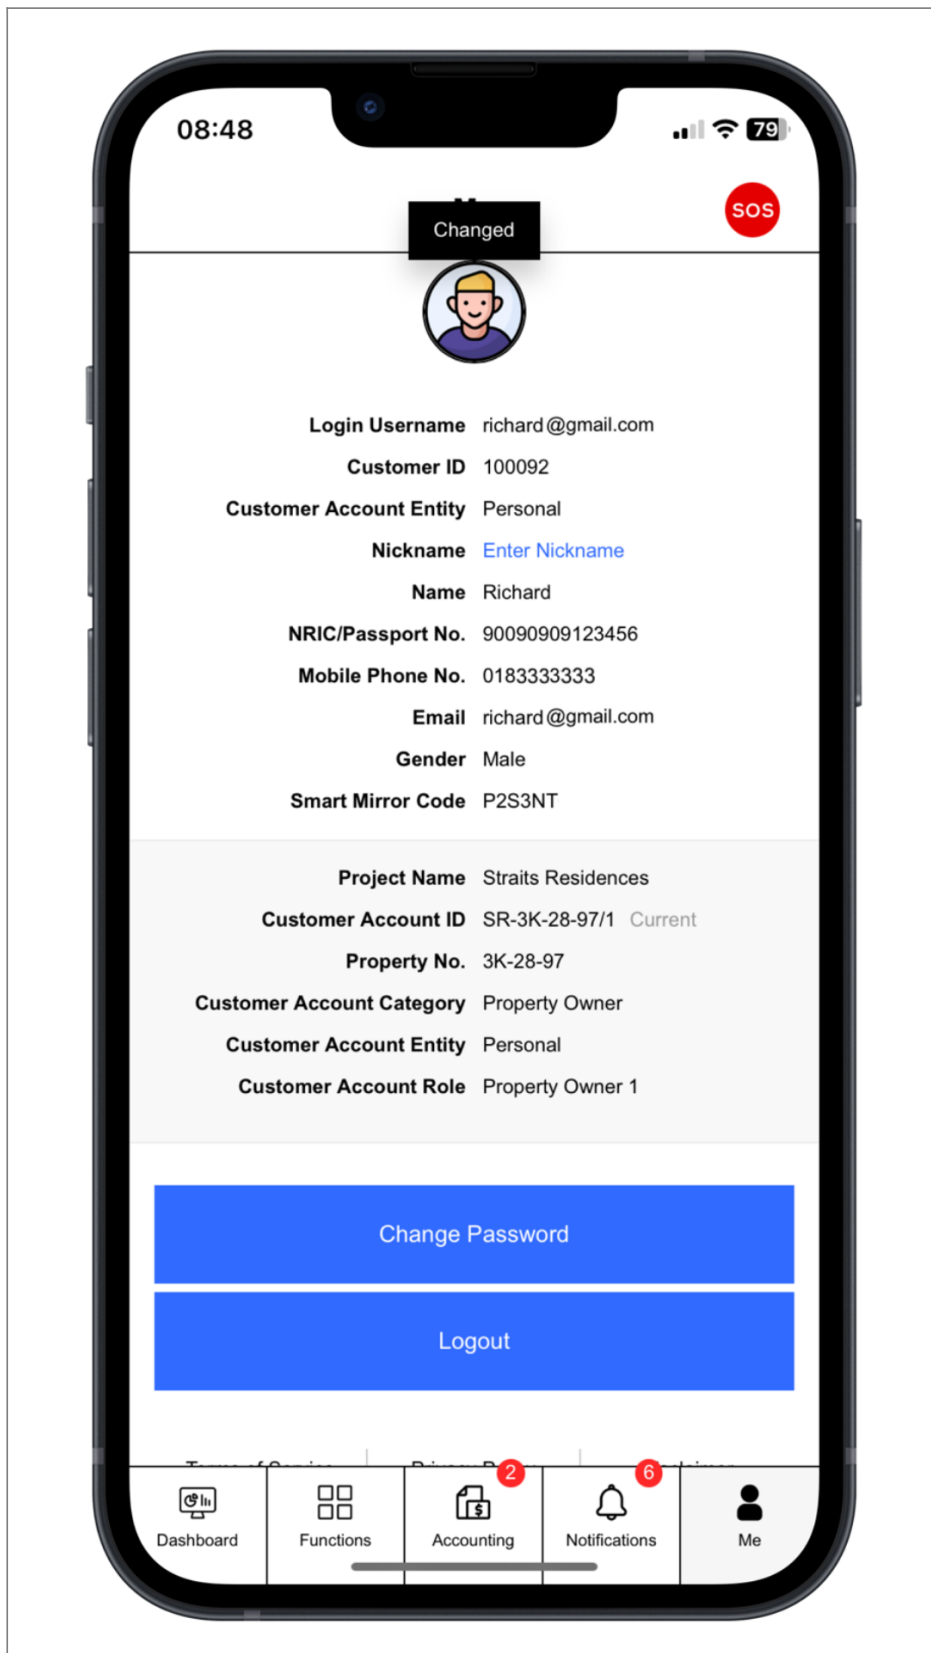 08:48
79
SOS
Changed
Login Username richard@gmail.com
Customer ID 100092
Customer Account Entity Personal
Nickname Enter Nickname
Name Richard
NRIC/Passport No. 90090909123456
Mobile Phone No. 0183333333
Email richard@gmail.com
Gender Male
Smart Mirror Code P2S3NT
Project Name Straits Residences
Customer Account ID SR-3K-28-97/1 Current
Property No. 3K-28-97
Customer Account Category Property Owner
Customer Account Entity Personal
Customer Account Role Property Owner 1
Change Password
Logout
Terms of Service
2
6
Dashboard Functions Accounting Notifications Me